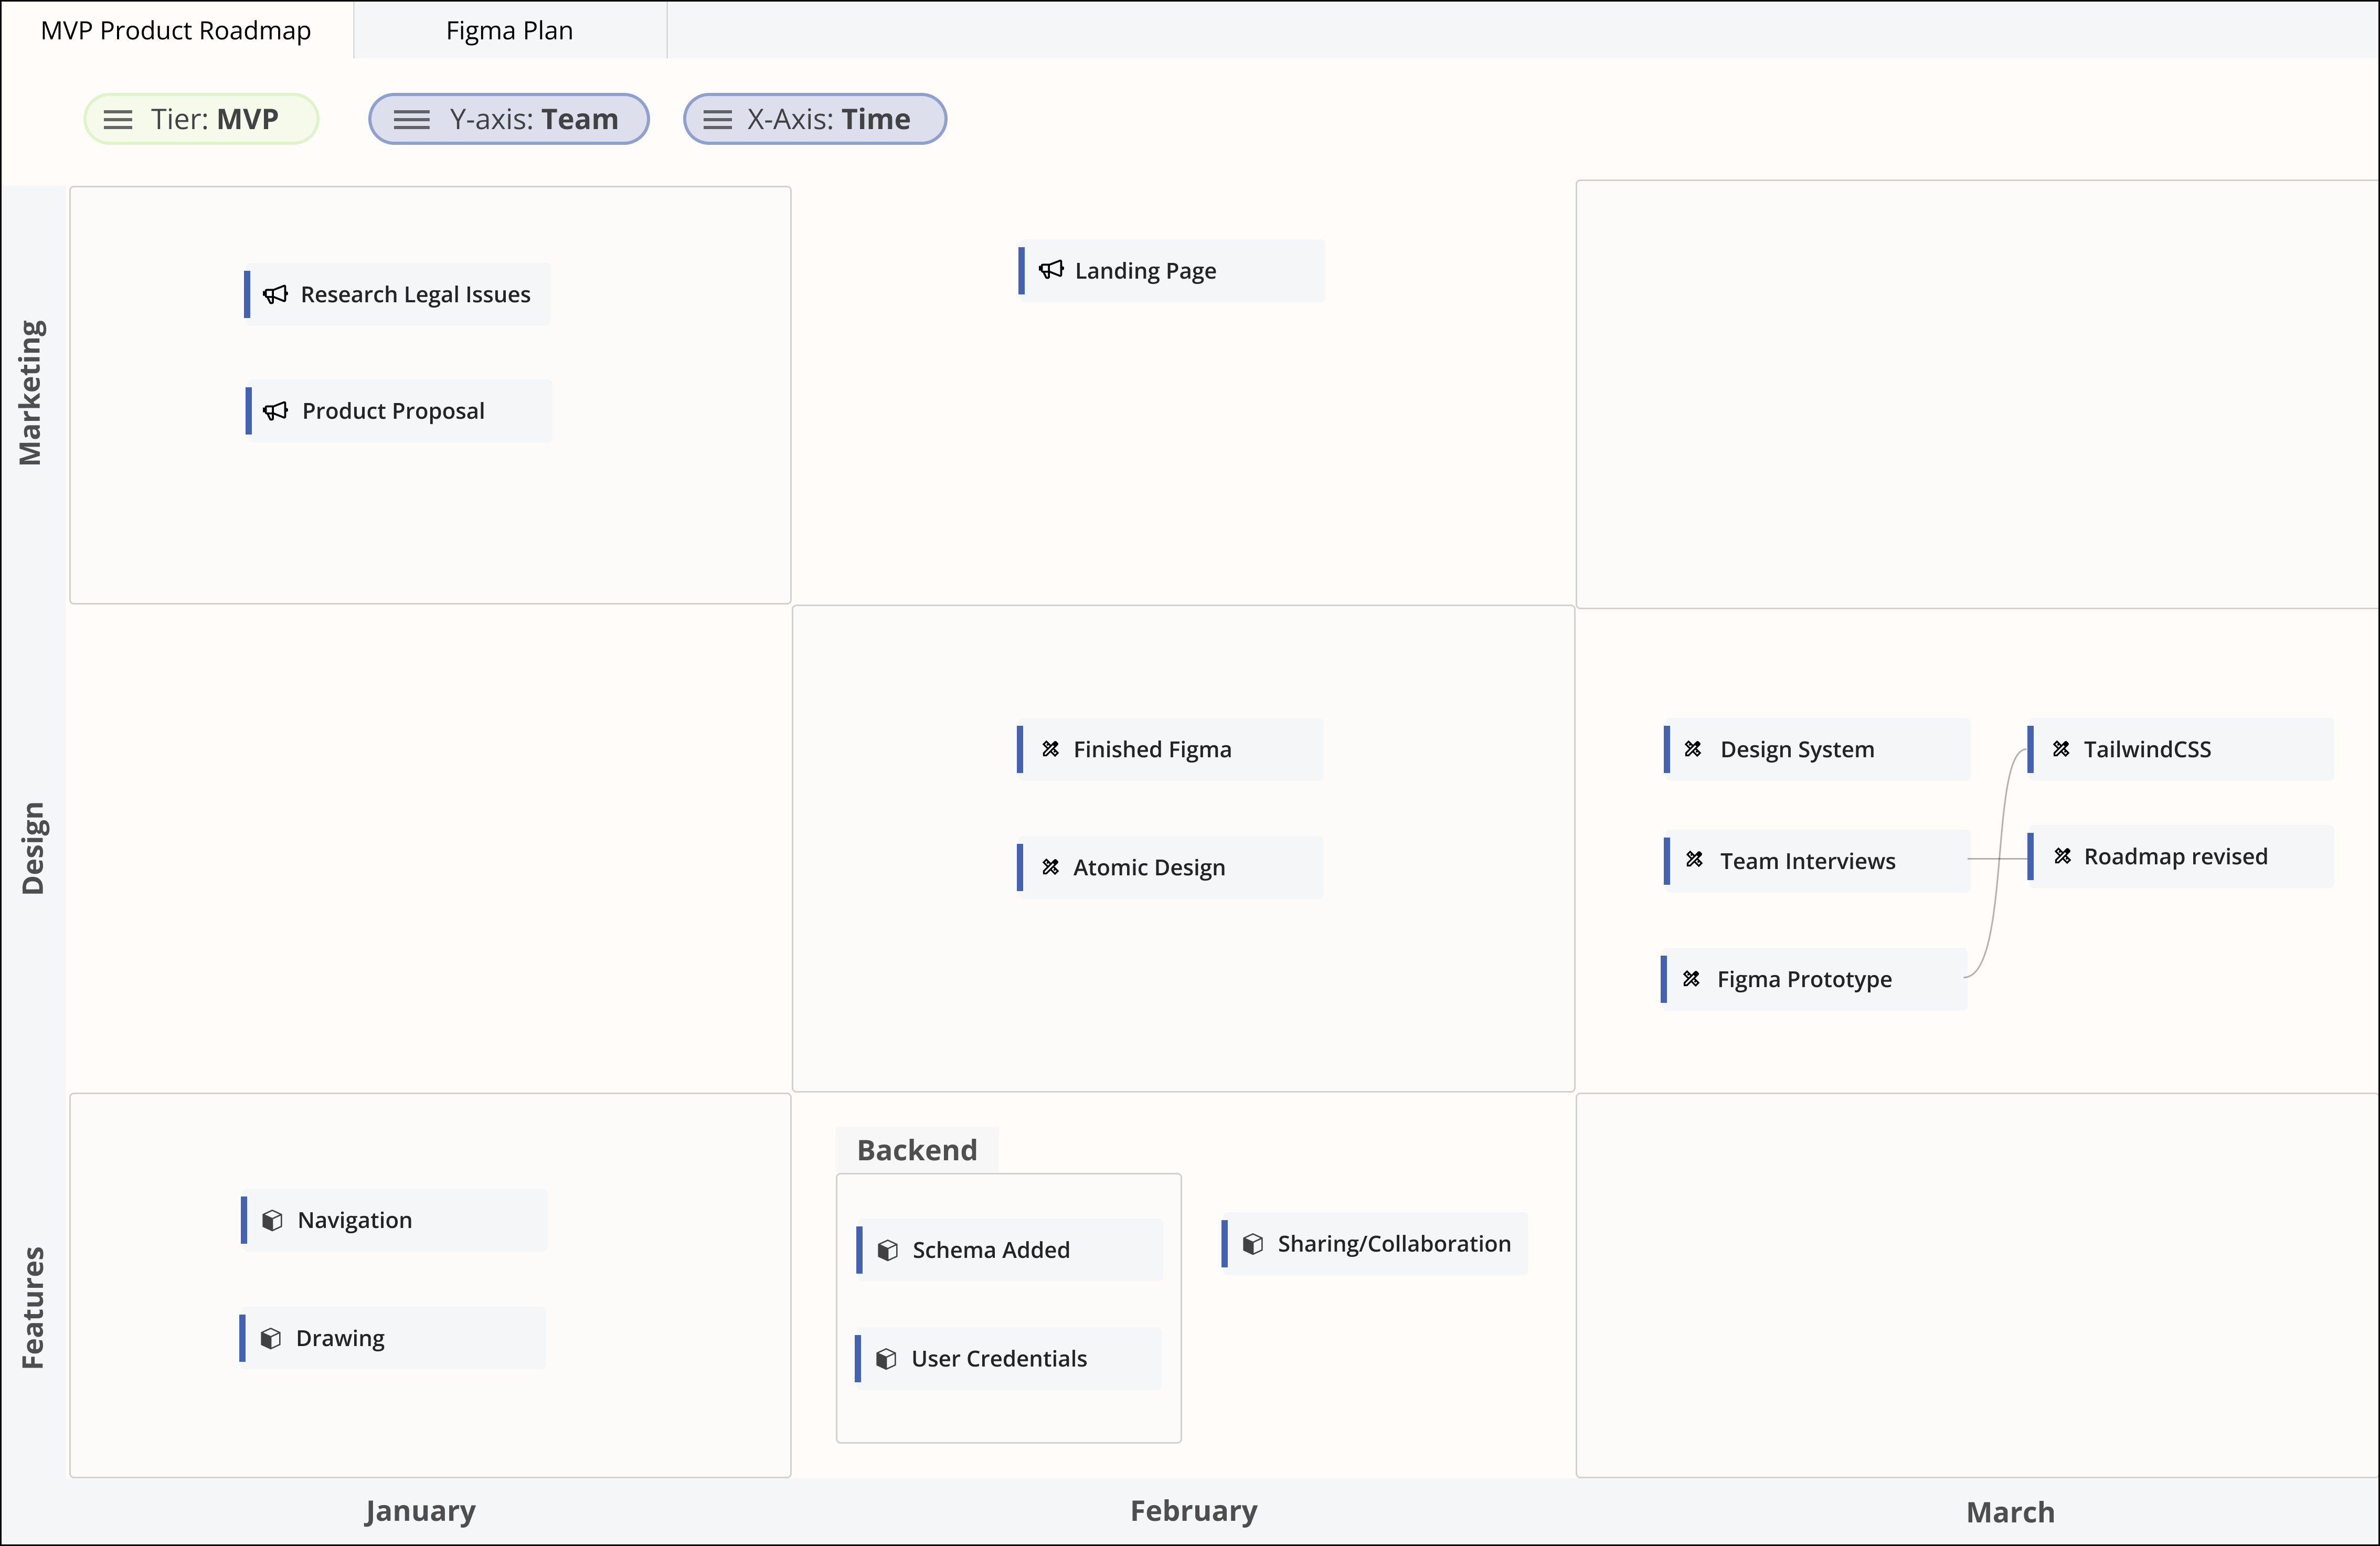 MVP Product Roadmap
Figma Plan
Tier: MVP
Y-axis: Team
X-Axis: Time
Marketing
Research Legal Issues
Product Proposal
Landing Page
Design
Finished Figma
Atomic Design
Design System
TailwindCSS
Team Interviews
Roadmap revised
Figma Prototype
Features
Navigation
Drawing
Backend
Schema Added
User Credentials
Sharing/Collaboration
January
February
March